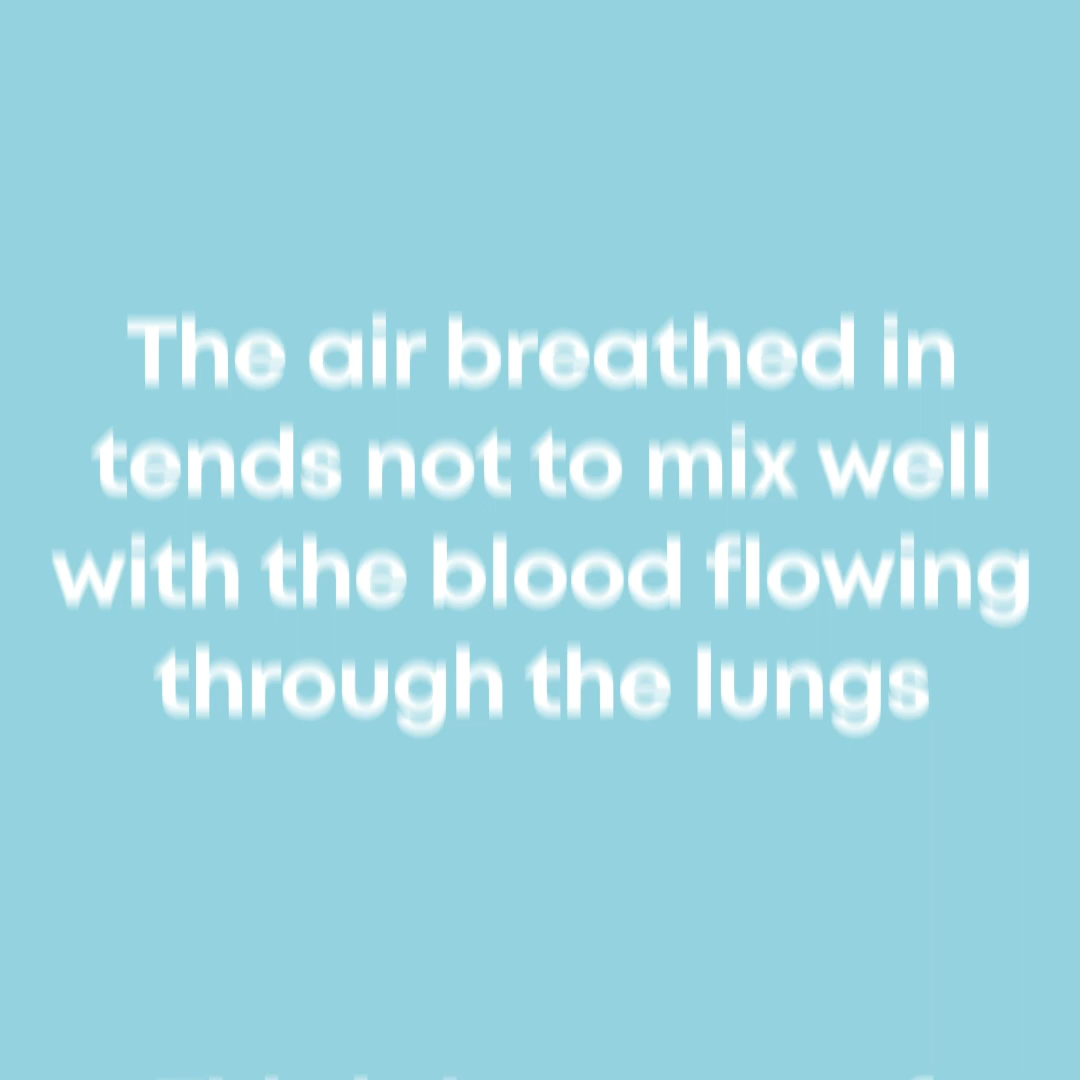 The air breathed in
tends not to mix well
with the blood flowing
through the lungs